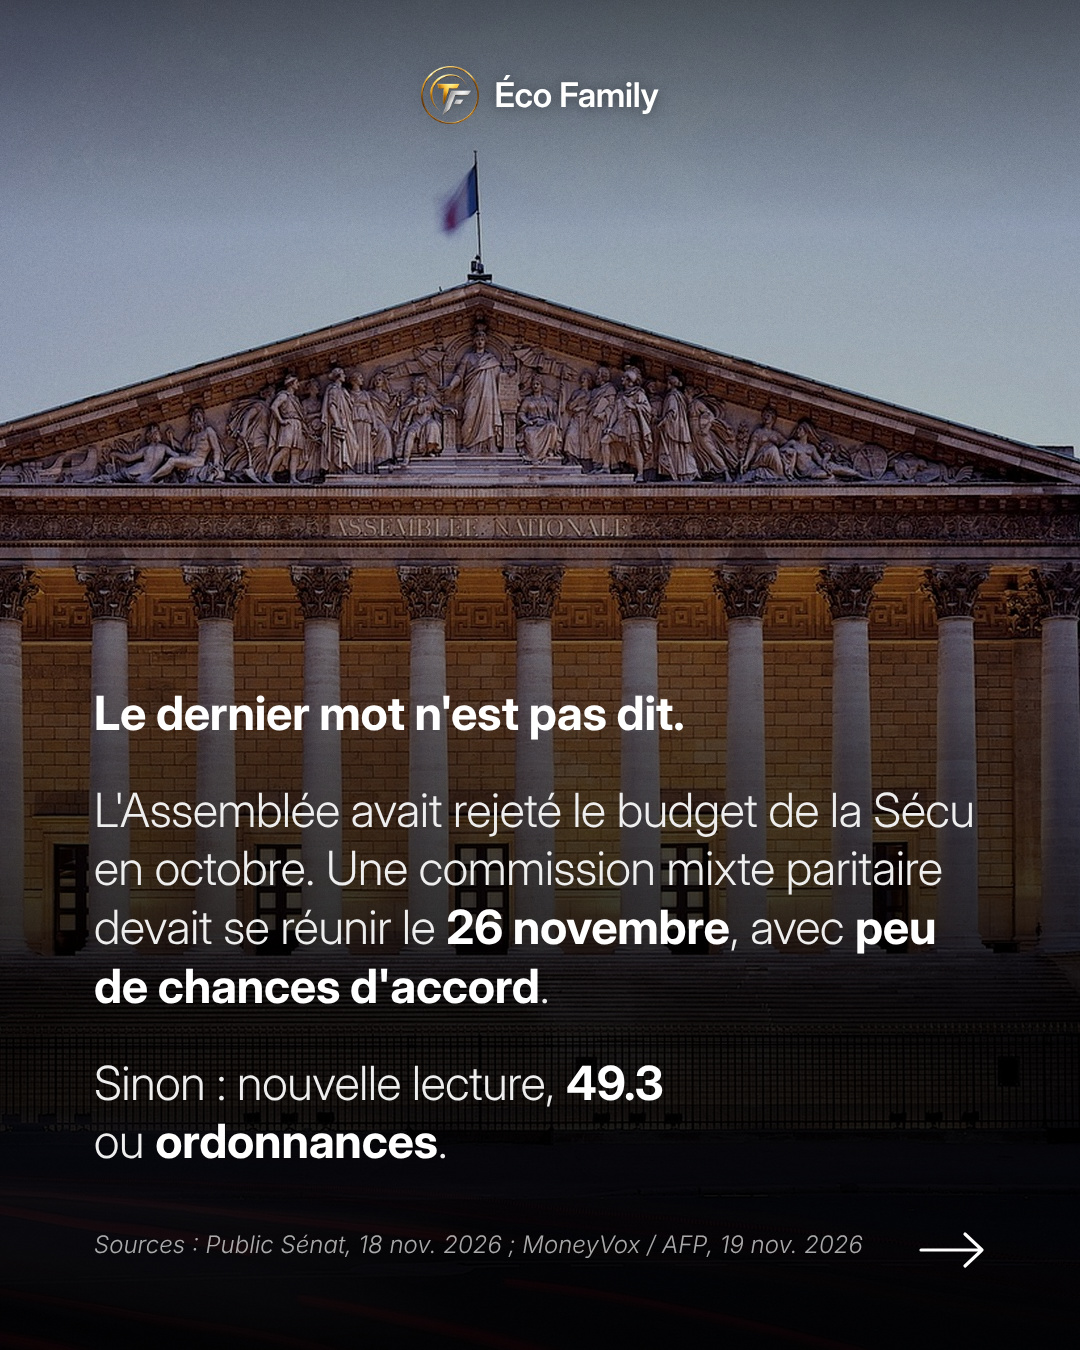 TF Éco Family
ASSEMBLEE NATIONALE
Le dernier mot n'est pas dit.
L'Assemblée avait rejeté le budget de la Sécu
en octobre. Une commission mixte paritaire
devait se réunir le 26 novembre, avec peu
de chances d'accord.
Sinon : nouvelle lecture, 49.3
ou ordonnances.
Sources : Public Sénat, 18 nov. 2026 ; MoneyVox / AFP, 19 nov. 2026